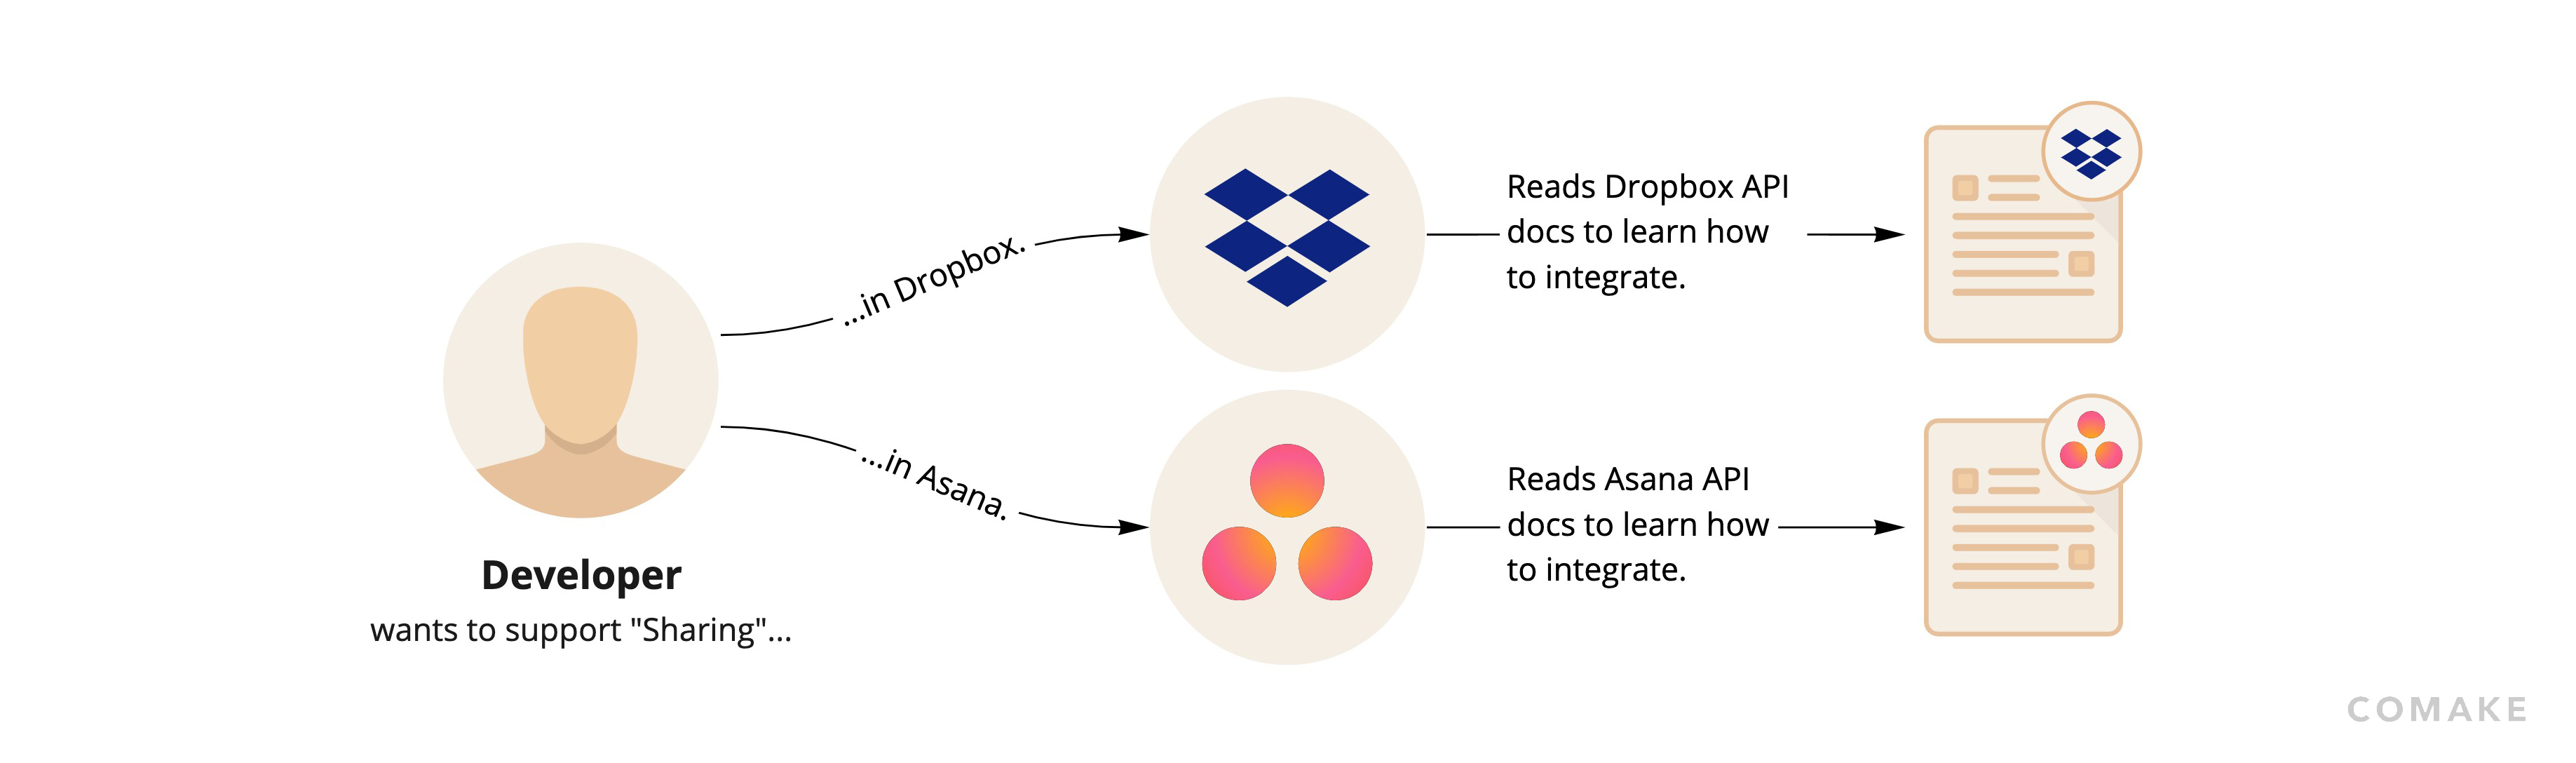 ...in Dropbox.
Reads Dropbox API
docs to learn how
to integrate.
Developer
wants to support "Sharing"...
...in Asana.
Reads Asana API
docs to learn how
to integrate.
COMAKE